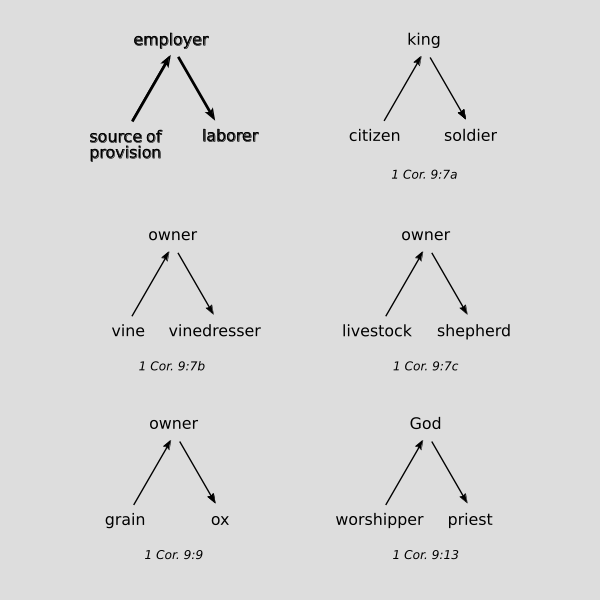 employer
source of
provision
laborer
king
citizen
soldier
1 Cor. 9:7a
owner
vine
vinedresser
1 Cor. 9:7b
owner
livestock
shepherd
1 Cor. 9:7c
owner
grain
ox
1 Cor. 9:9
God
worshipper
priest
1 Cor. 9:13